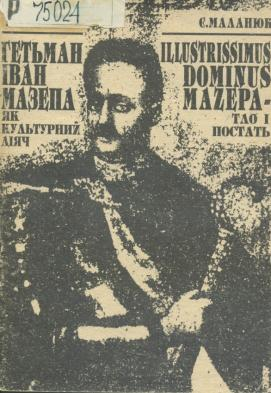 Р 75024
Є. МАЛАНЮК
ГЕТЬМАН
ІВАН
МАЗЕПА
ЯК
КУЛЬТУРНИЙ
ДІЯЧ
ILLUSTRISSIMUS
DOMINUS
MAZEPA-
ТЛО І
ПОСТАТЬ